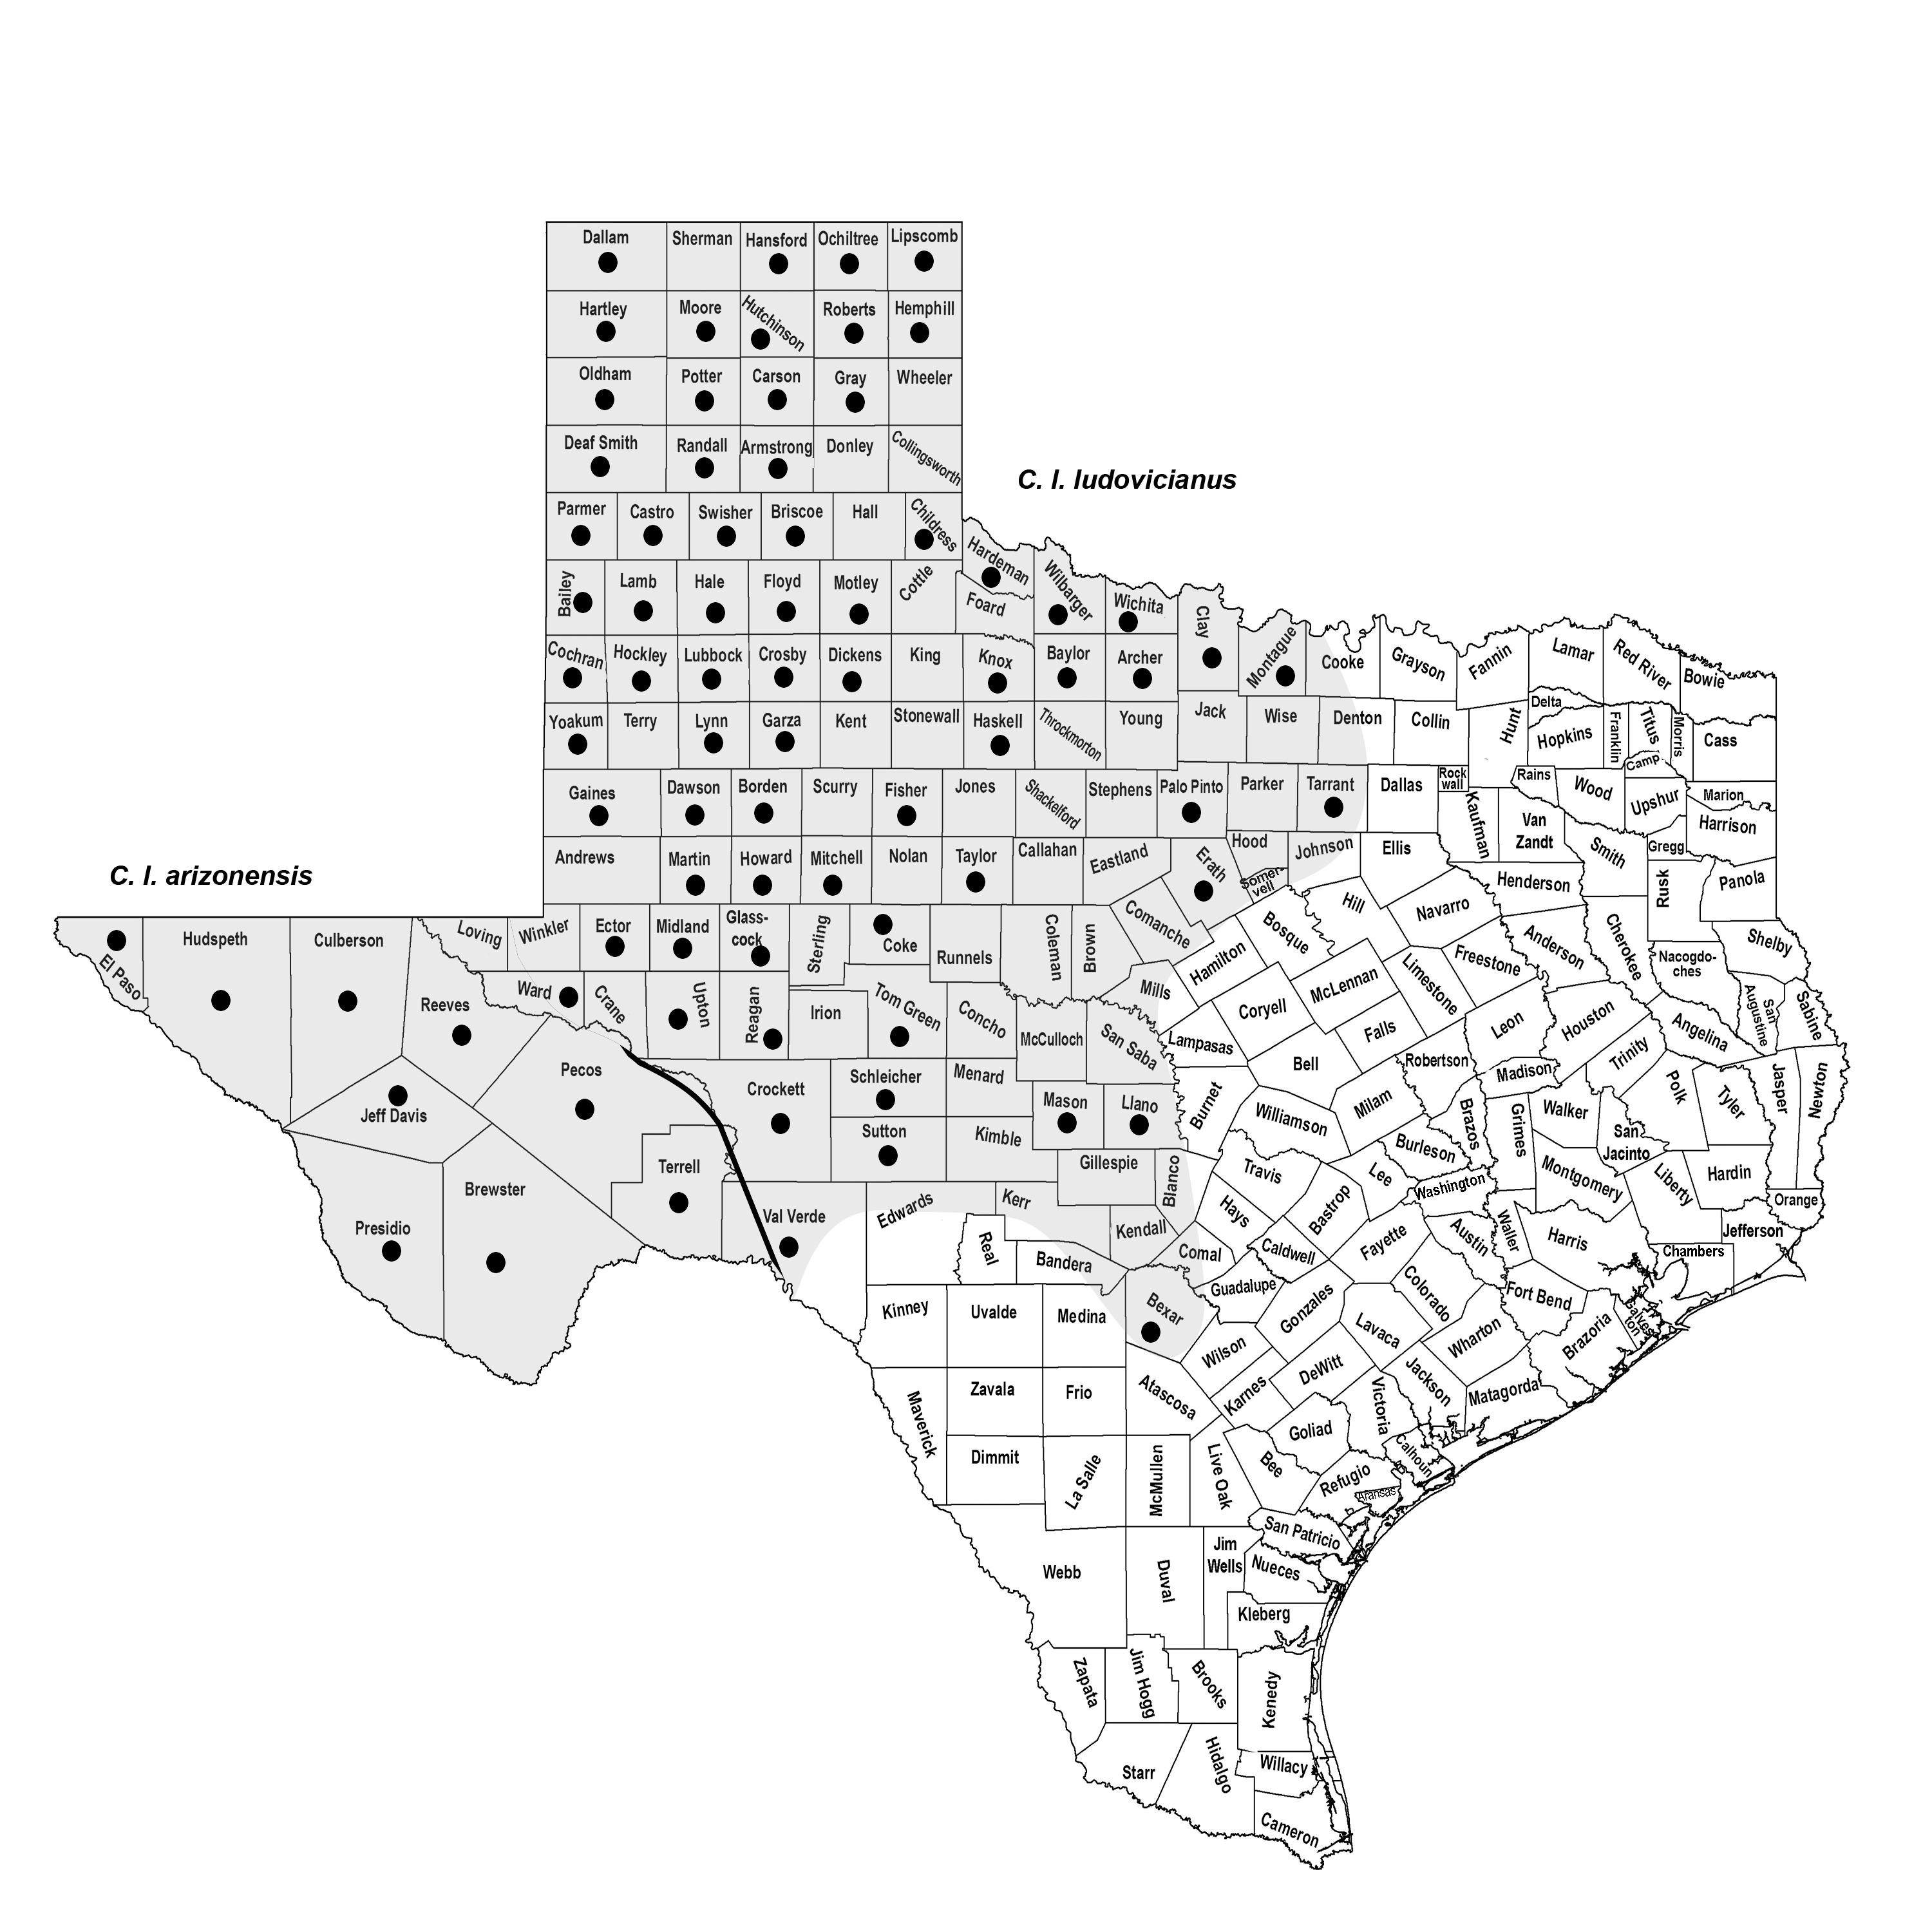 Dallam
Sherman
Hansford
Ochiltree
Lipscomb
Hartley
Moore
Hutchinson
Roberts
Hemphill
Oldham
Potter
Carson
Gray
Wheeler
Deaf Smith
Randall
Armstrong
Donley
Collingsworth
C. l. ludovicianus
Parmer
Castro
Swisher
Briscoe
Hall
Childress
Hardeman
Bailey
Lamb
Hale
Floyd
Motley
Cottle
Foard
Wilbarger
Wichita
Clay
Montague
Cooke
Grayson
Fannin
Lamar
Red River
Bowie
Cochran
Hockley
Lubbock
Crosby
Dickens
King
Knox
Baylor
Archer
Yoakum
Terry
Lynn
Garza
Kent
Stonewall
Haskell
Throckmorton
Young
Jack
Wise
Denton
Collin
Hunt
Delta
Hopkins
Franklin
Titus
Morris
Cass
Camp
Gaines
Dawson
Borden
Scurry
Fisher
Jones
Shackelford
Stephens
Palo Pinto
Parker
Tarrant
Dallas
Rock
wall
Kaufman
Rains
Wood
Upshur
Marion
Harrison
Van
Zandt
C. l. arizonensis
Andrews
Martin
Howard
Mitchell
Nolan
Taylor
Callahan
Eastland
Erath
Hood
Somer-
vell
Johnson
Ellis
Henderson
Smith
Gregg
Rusk
Panola
El Paso
Hudspeth
Culberson
Reeves
Loving
Winkler
Ector
Midland
Glass-
cock
Sterling
Coke
Runnels
Coleman
Brown
Comanche
Hamilton
Bosque
Hill
Navarro
Freestone
Anderson
Cherokee
Nacogdo-
ches
Shelby
Ward
Crane
Upton
Reagan
Irion
Tom Green
Concho
McCulloch
San Saba
Mills
Lampasas
Coryell
McLennan
Limestone
Falls
Bell
Robertson
Leon
Houston
Angelina
San
Augustine
Sabine
Jeff Davis
Pecos
Crockett
Schleicher
Menard
Mason
Llano
Burnet
Williamson
Milam
Brazos
Madison
Grimes
Walker
Trinity
San
Jacinto
Polk
Tyler
Jasper
Newton
Presidio
Brewster
Terrell
Val Verde
Sutton
Kimble
Edwards
Kerr
Gillespie
Blanco
Kendall
Travis
Hays
Comal
Caldwell
Bastrop
Lee
Burleson
Washington
Fayette
Austin
Waller
Montgomery
Harris
Liberty
Hardin
Orange
Jefferson
Chambers
Real
Bandera
Bexar
Guadalupe
Gonzales
Colorado
Fort Bend
Galves
ton
Brazoria
Kinney
Uvalde
Medina
Wilson
Lavaca
Wharton
Matagorda
Jackson
DeWitt
Karnes
Atascosa
Maverick
Zavala
Frio
Victoria
Goliad
Calhoun
Dimmit
La Salle
McMullen
Live Oak
Bee
Refugio
Aransas
San Patricio
Webb
Duval
Jim
Wells
Nueces
Kleberg
Zapata
Jim Hogg
Brooks
Kenedy
Starr
Hidalgo
Willacy
Cameron